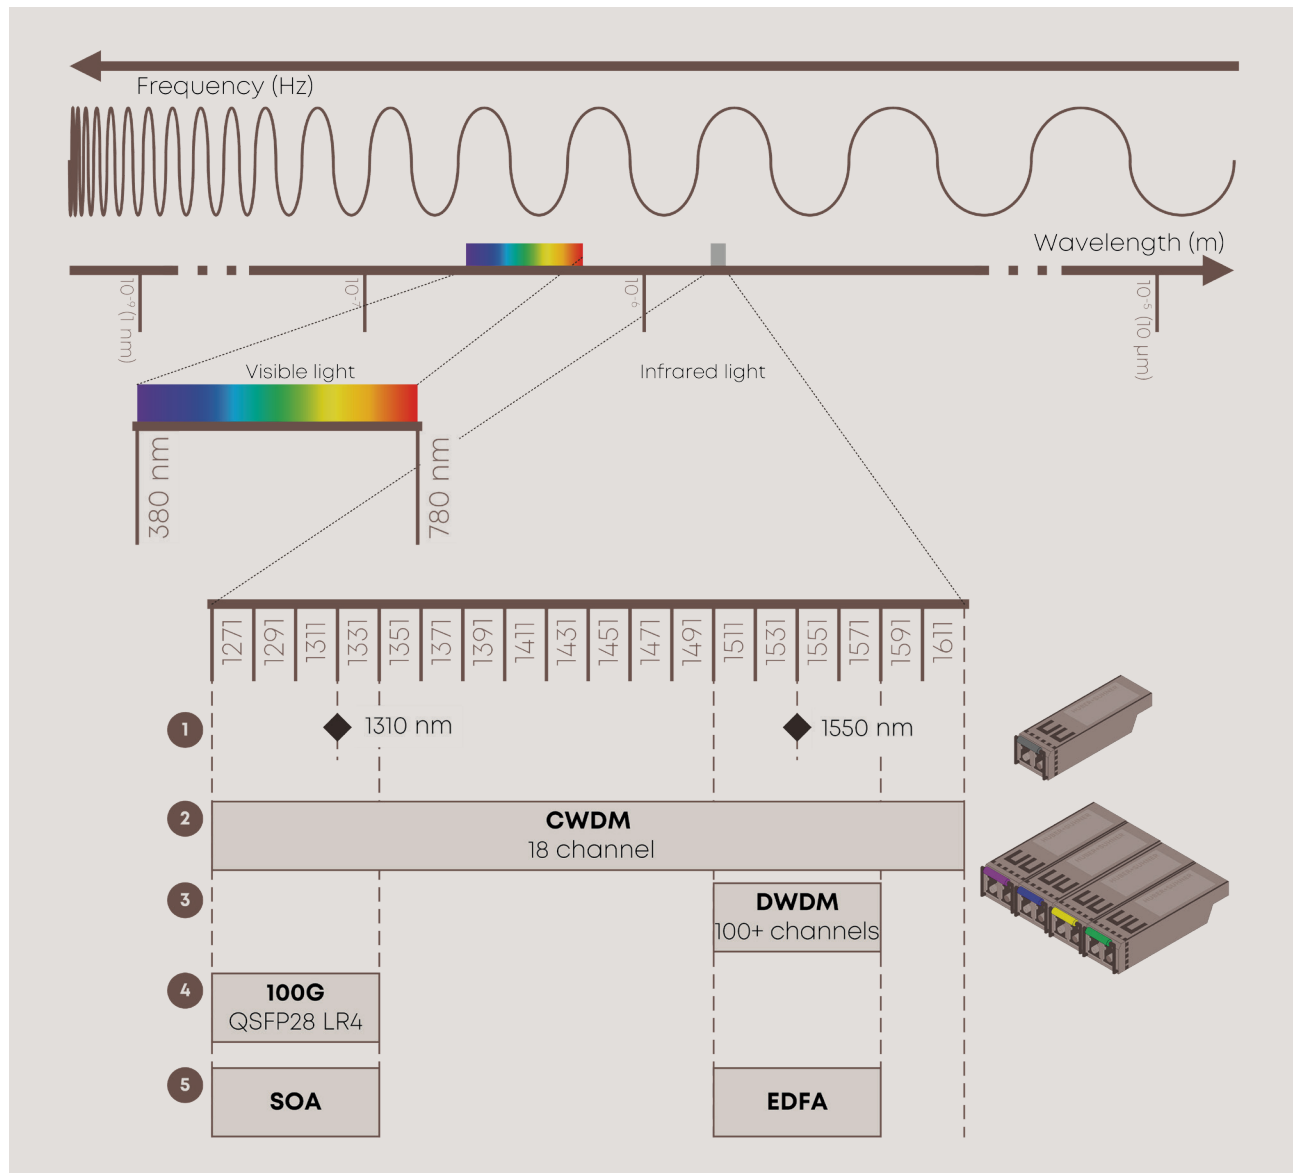 Frequency (Hz)
Wavelength (m)
10⁻⁹ (1 nm)
10⁻⁷
10⁻⁶
10⁻⁵ (10 µm)
Visible light
Infrared light
380 nm
780 nm
1271
1291
1311
1331
1351
1371
1391
1411
1431
1451
1471
1491
1511
1531
1551
1571
1591
1611
1
1310 nm
1550 nm
2
CWDM
18 channel
3
DWDM
100+ channels
4
100G
QSFP28 LR4
5
SOA
EDFA